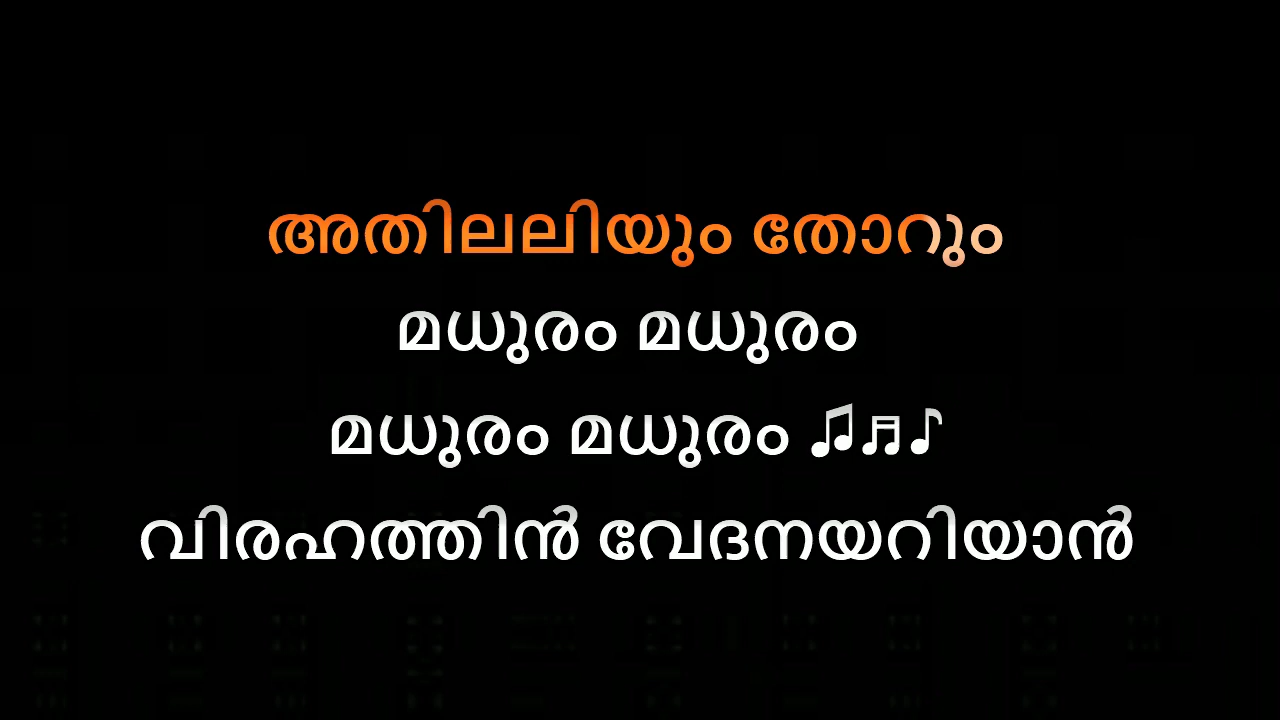 അതിലലിയും തോറും
മധുരം മധുരം
മധുരം മധുരം ♫♬♪
വിരഹത്തിൻ വേദനയറിയാൻ